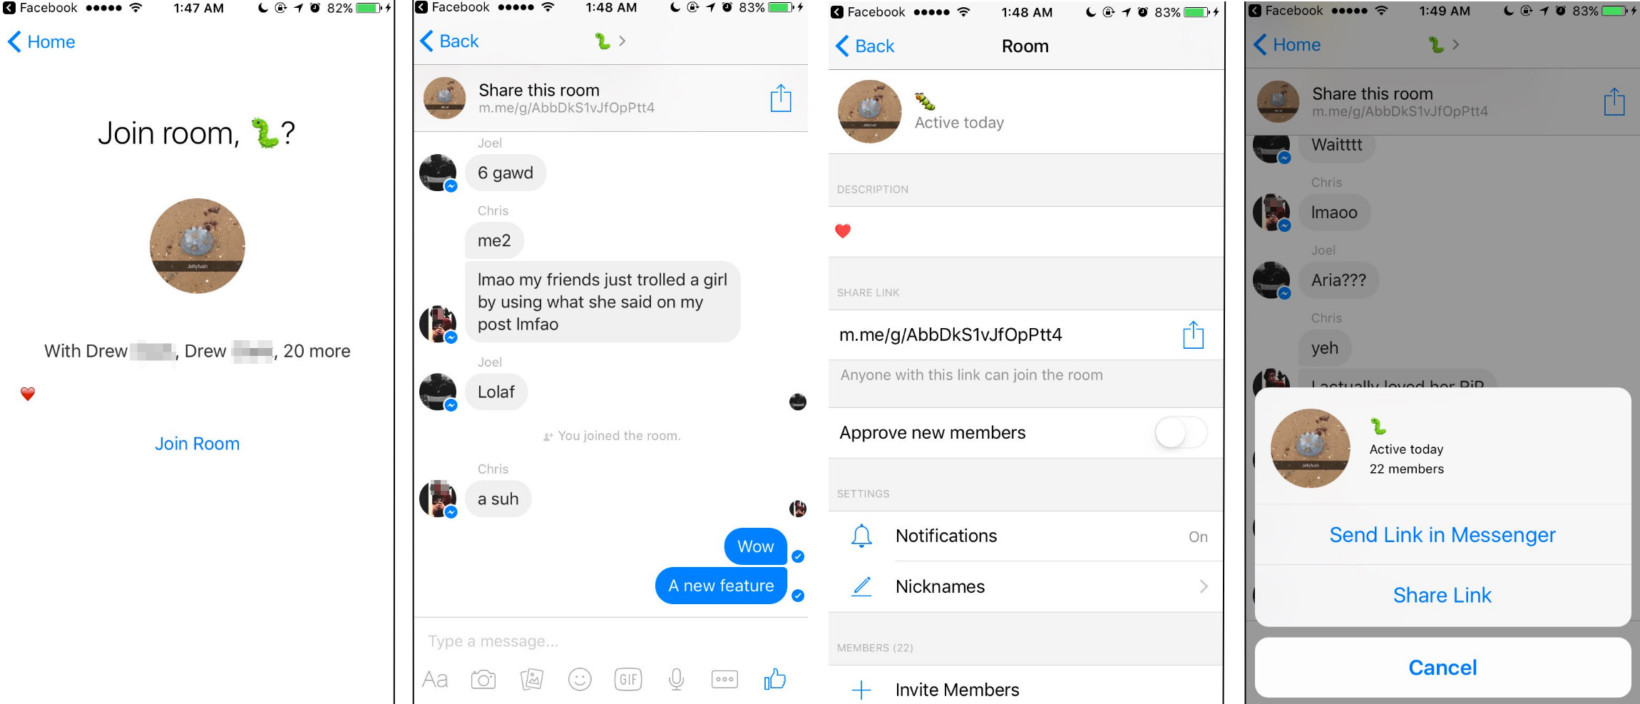 Facebook 1:47 AM 82%
Home
Join room, 🐛?
Jellyfuish
With Drew , Drew , 20 more
❤️
Join Room
Facebook 1:48 AM 83%
Back 🐛 >
Share this room
m.me/g/AbbDkS1vJfOpPtt4
Joel
6 gawd
Chris
me2
lmao my friends just trolled a girl
by using what she said on my
post lmfao
Joel
Lolaf
You joined the room.
Chris
a suh
Wow
A new feature
Type a message...
Aa GIF
Facebook 1:48 AM 83%
Back Room
🐛
Active today
DESCRIPTION
❤️
SHARE LINK
m.me/g/AbbDkS1vJfOpPtt4
Anyone with this link can join the room
Approve new members
SETTINGS
Notifications On
Nicknames
MEMBERS (22)
Invite Members
Facebook 1:49 AM 83%
Home 🐛 >
Share this room
m.me/g/AbbDkS1vJfOpPtt4
Waitttt
Chris
lmaoo
Joel
Aria???
Chris
yeh
I actually loved her RiP
🐛
Active today
22 members
Send Link in Messenger
Share Link
Cancel